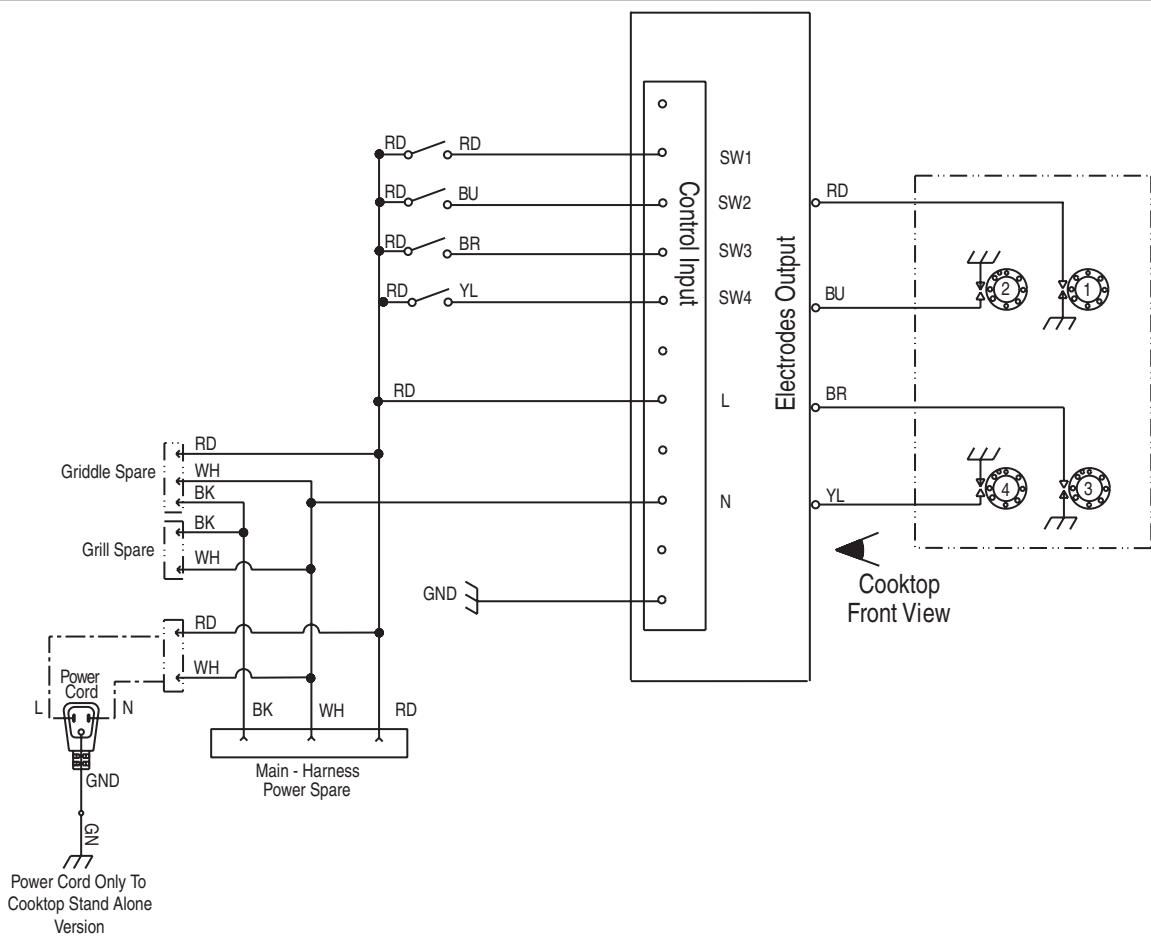 RD
RD
SW1
RD
BU
SW2
RD
BR
SW3
RD
YL
SW4
Control Input
Electrodes Output
RD
BU
BR
YL
2
1
4
3
RD
L
N
GND
Cooktop
Front View
Griddle Spare
RD
WH
BK
Grill Spare
BK
WH
RD
WH
Power
Cord
L
N
GND
GN
Power Cord Only To
Cooktop Stand Alone
Version
BK
WH
RD
Main - Harness
Power Spare